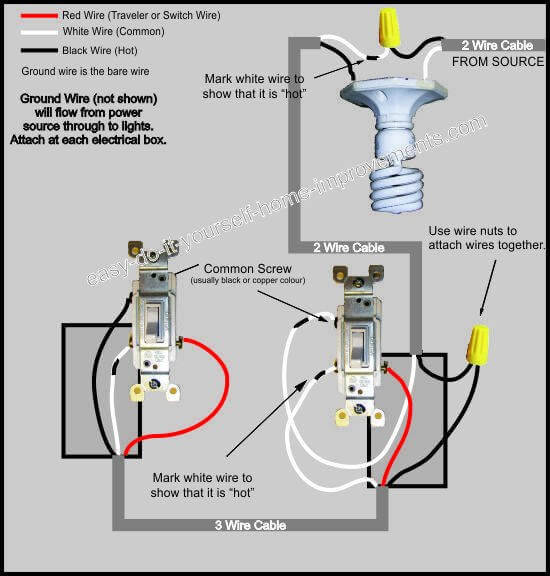 Red Wire (Traveler or Switch Wire)
White Wire (Common)
Black Wire (Hot)
Ground wire is the bare wire
Ground Wire (not shown)
will flow from power
source through to lights.
Attach at each electrical box.
2 Wire Cable
FROM SOURCE
Mark white wire to
show that it is “hot”
easy-do-it-yourself-home-improvements.com
2 Wire Cable
Use wire nuts to
attach wires together.
Common Screw
(usually black or copper colour)
Mark white wire to
show that it is “hot”
3 Wire Cable